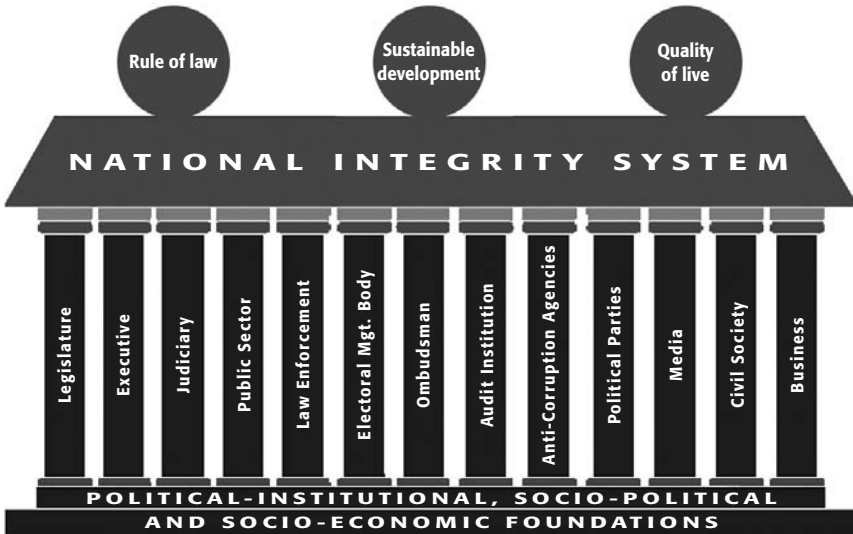 Rule of law
Sustainable
development
Quality
of live
NATIONAL INTEGRITY SYSTEM
Legislature
Executive
Judiciary
Public Sector
Law Enforcement
Electoral Mgt. Body
Ombudsman
Audit Institution
Anti-Corruption Agencies
Political Parties
Media
Civil Society
Business
POLITICAL-INSTITUTIONAL, SOCIO-POLITICAL
AND SOCIO-ECONOMIC FOUNDATIONS